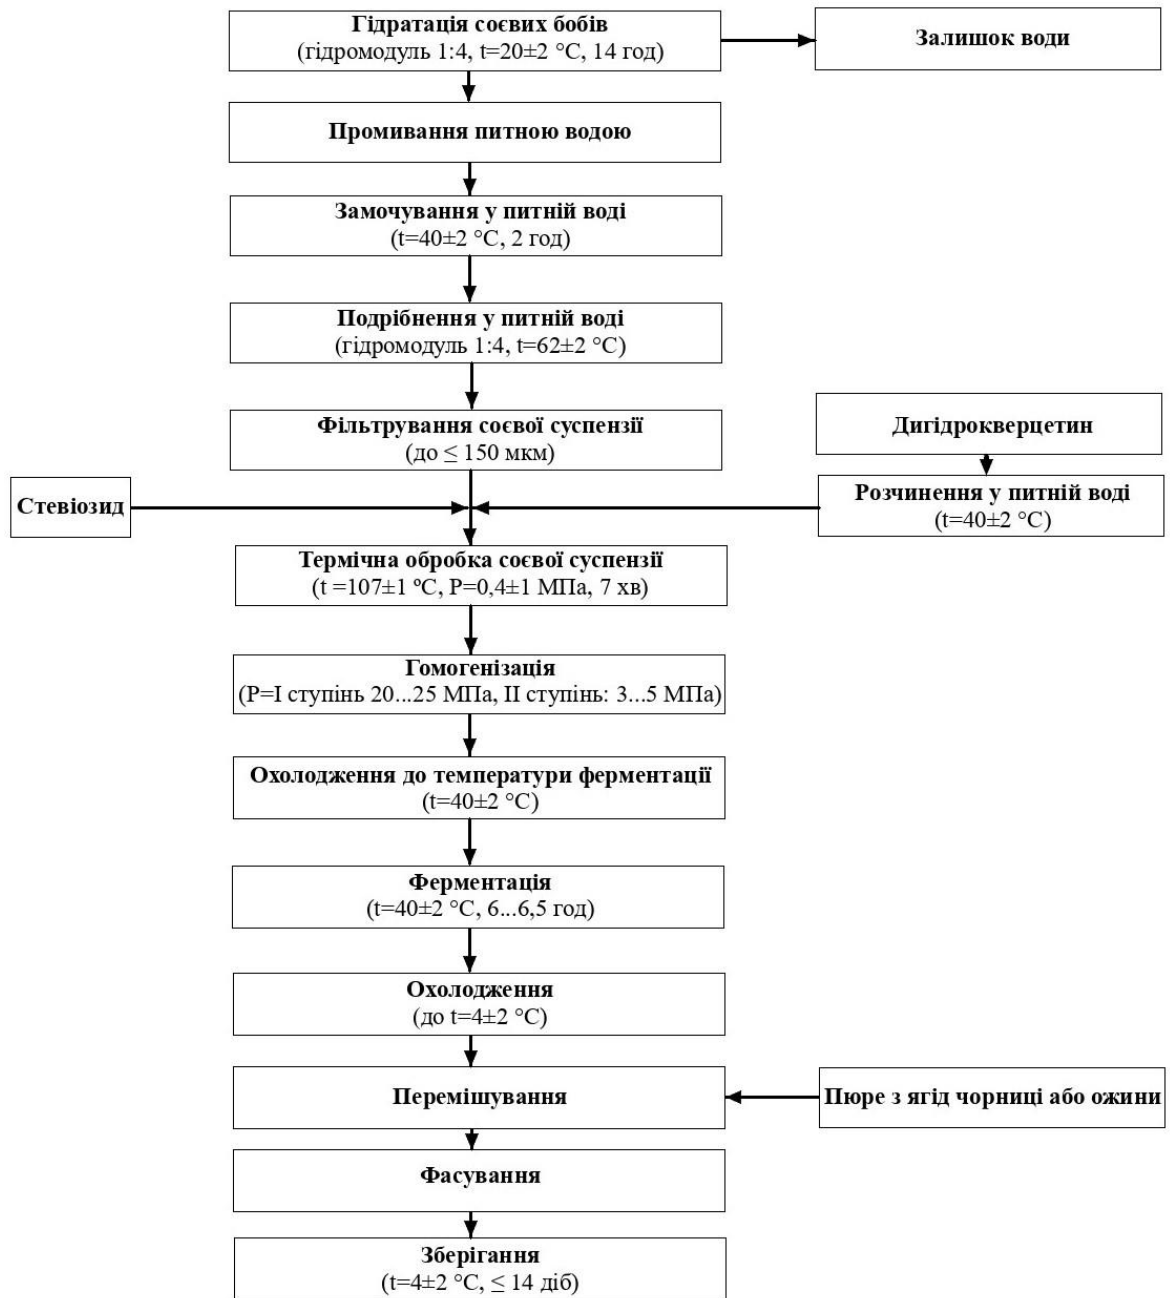 Гідратація соєвих бобів
(гідромодуль 1:4, t=20±2 °C, 14 год)
Залишок води
Промивання питною водою
Замочування у питній воді
(t=40±2 °C, 2 год)
Подрібнення у питній воді
(гідромодуль 1:4, t=62±2 °C)
Фільтрування соєвої суспензії
(до ≤ 150 мкм)
Дигідрокверцетин
Стевіозид
Розчинення у питній воді
(t=40±2 °C)
Термічна обробка соєвої суспензії
(t =107±1 ºC, P=0,4±1 МПа, 7 хв)
Гомогенізація
(P=I ступінь 20...25 МПа, II ступінь: 3...5 МПа)
Охолодження до температури ферментації
(t=40±2 °C)
Ферментація
(t=40±2 °C, 6...6,5 год)
Охолодження
(до t=4±2 °C)
Перемішування
Пюре з ягід чорниці або ожини
Фасування
Зберігання
(t=4±2 °C, ≤ 14 діб)